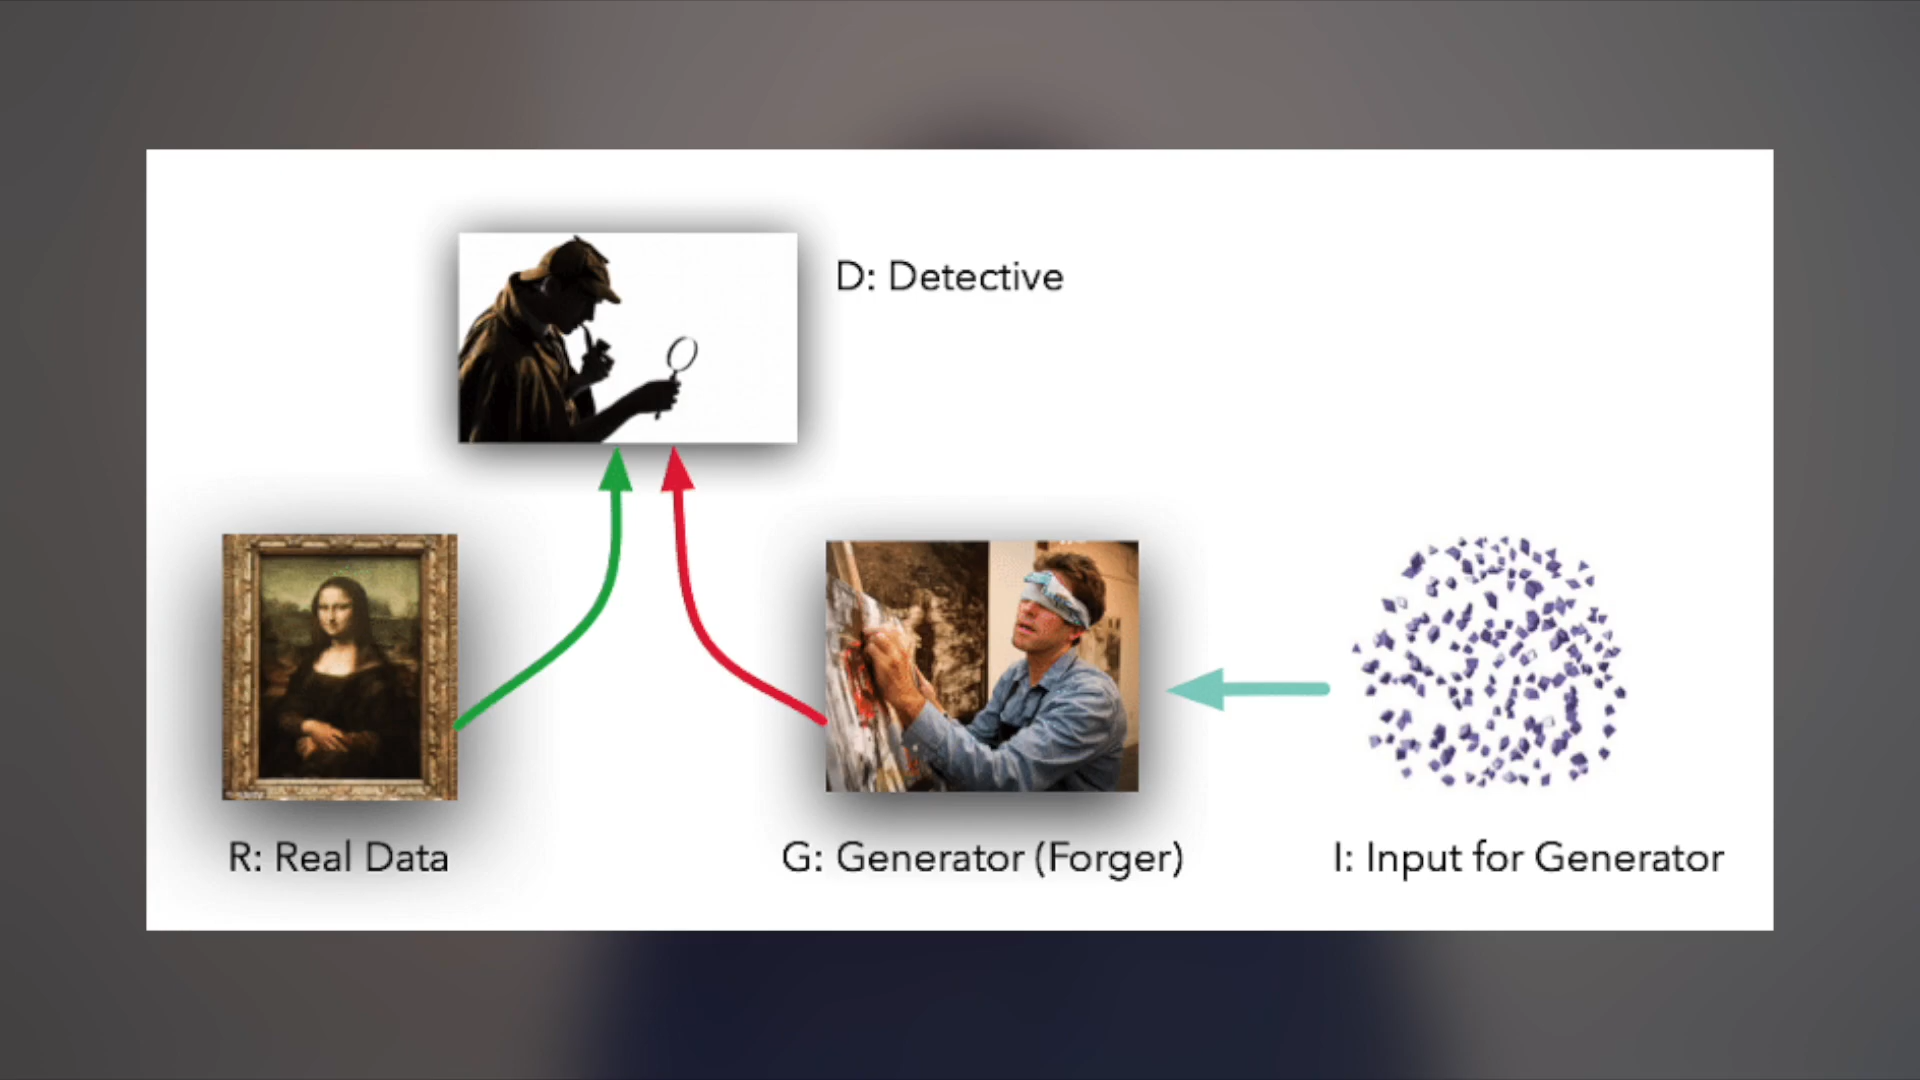 D: Detective
R: Real Data
G: Generator (Forger)
I: Input for Generator